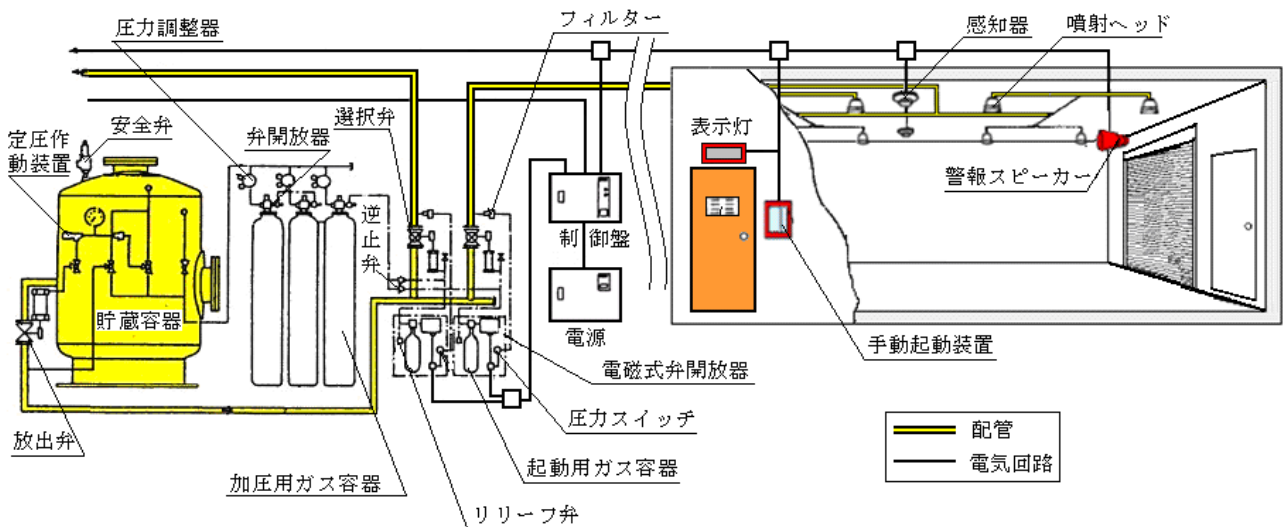 圧力調整器
フィルター
感知器
噴射ヘッド
定圧作
動装置
安全弁
選択弁
弁開放器
表示灯
警報スピーカー
逆
止
弁
制御盤
貯蔵容器
電源
手動起動装置
電磁式弁開放器
圧力スイッチ
放出弁
起動用ガス容器
加圧用ガス容器
リリーフ弁
配管
電気回路